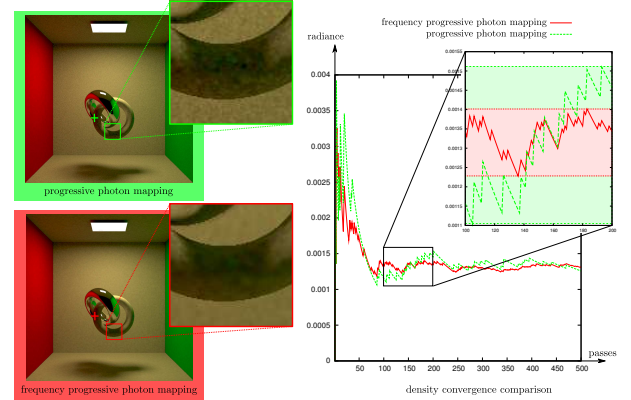 progressive photon mapping
frequency progressive photon mapping
frequency progressive photon mapping
progressive photon mapping
radiance
0.004
0.0035
0.003
0.0025
0.002
0.0015
0.001
0.0005
0
50 100 150 200 250 300 350 400 450 500
passes
0.00155
0.0015
0.00145
0.0014
0.00135
0.0013
0.00125
0.0012
0.00115
0.0011
100 120 140 160 180 200
density convergence comparison